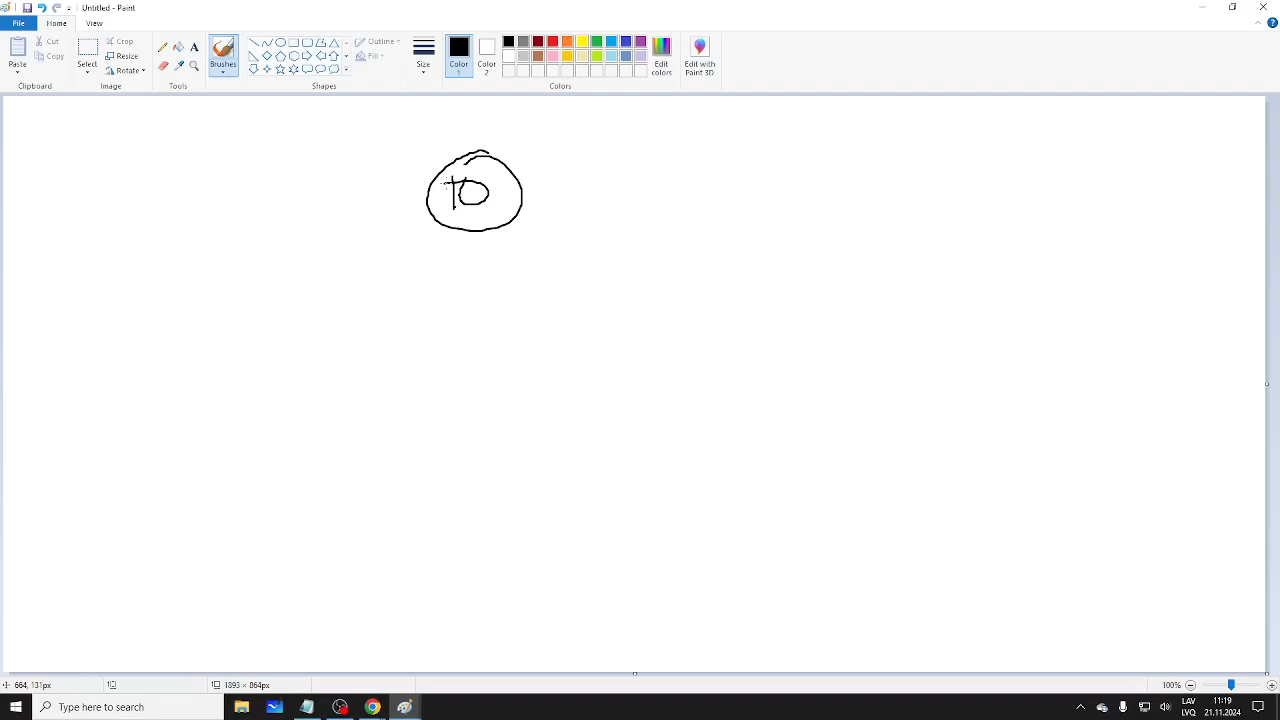 Untitled - Paint
File
Home
View
Paste
Cut
Copy
Clipboard
Select
Crop
Resize
Rotate
Image
A
Tools
Brushes
Outline
Fill
Shapes
Size
Color
1
Color
2
Edit
colors
Colors
Edit with
Paint 3D
10
664, 131px
1893 × 864px
100%
Type here to search
LAV
LVQ
11:19
21.11.2024